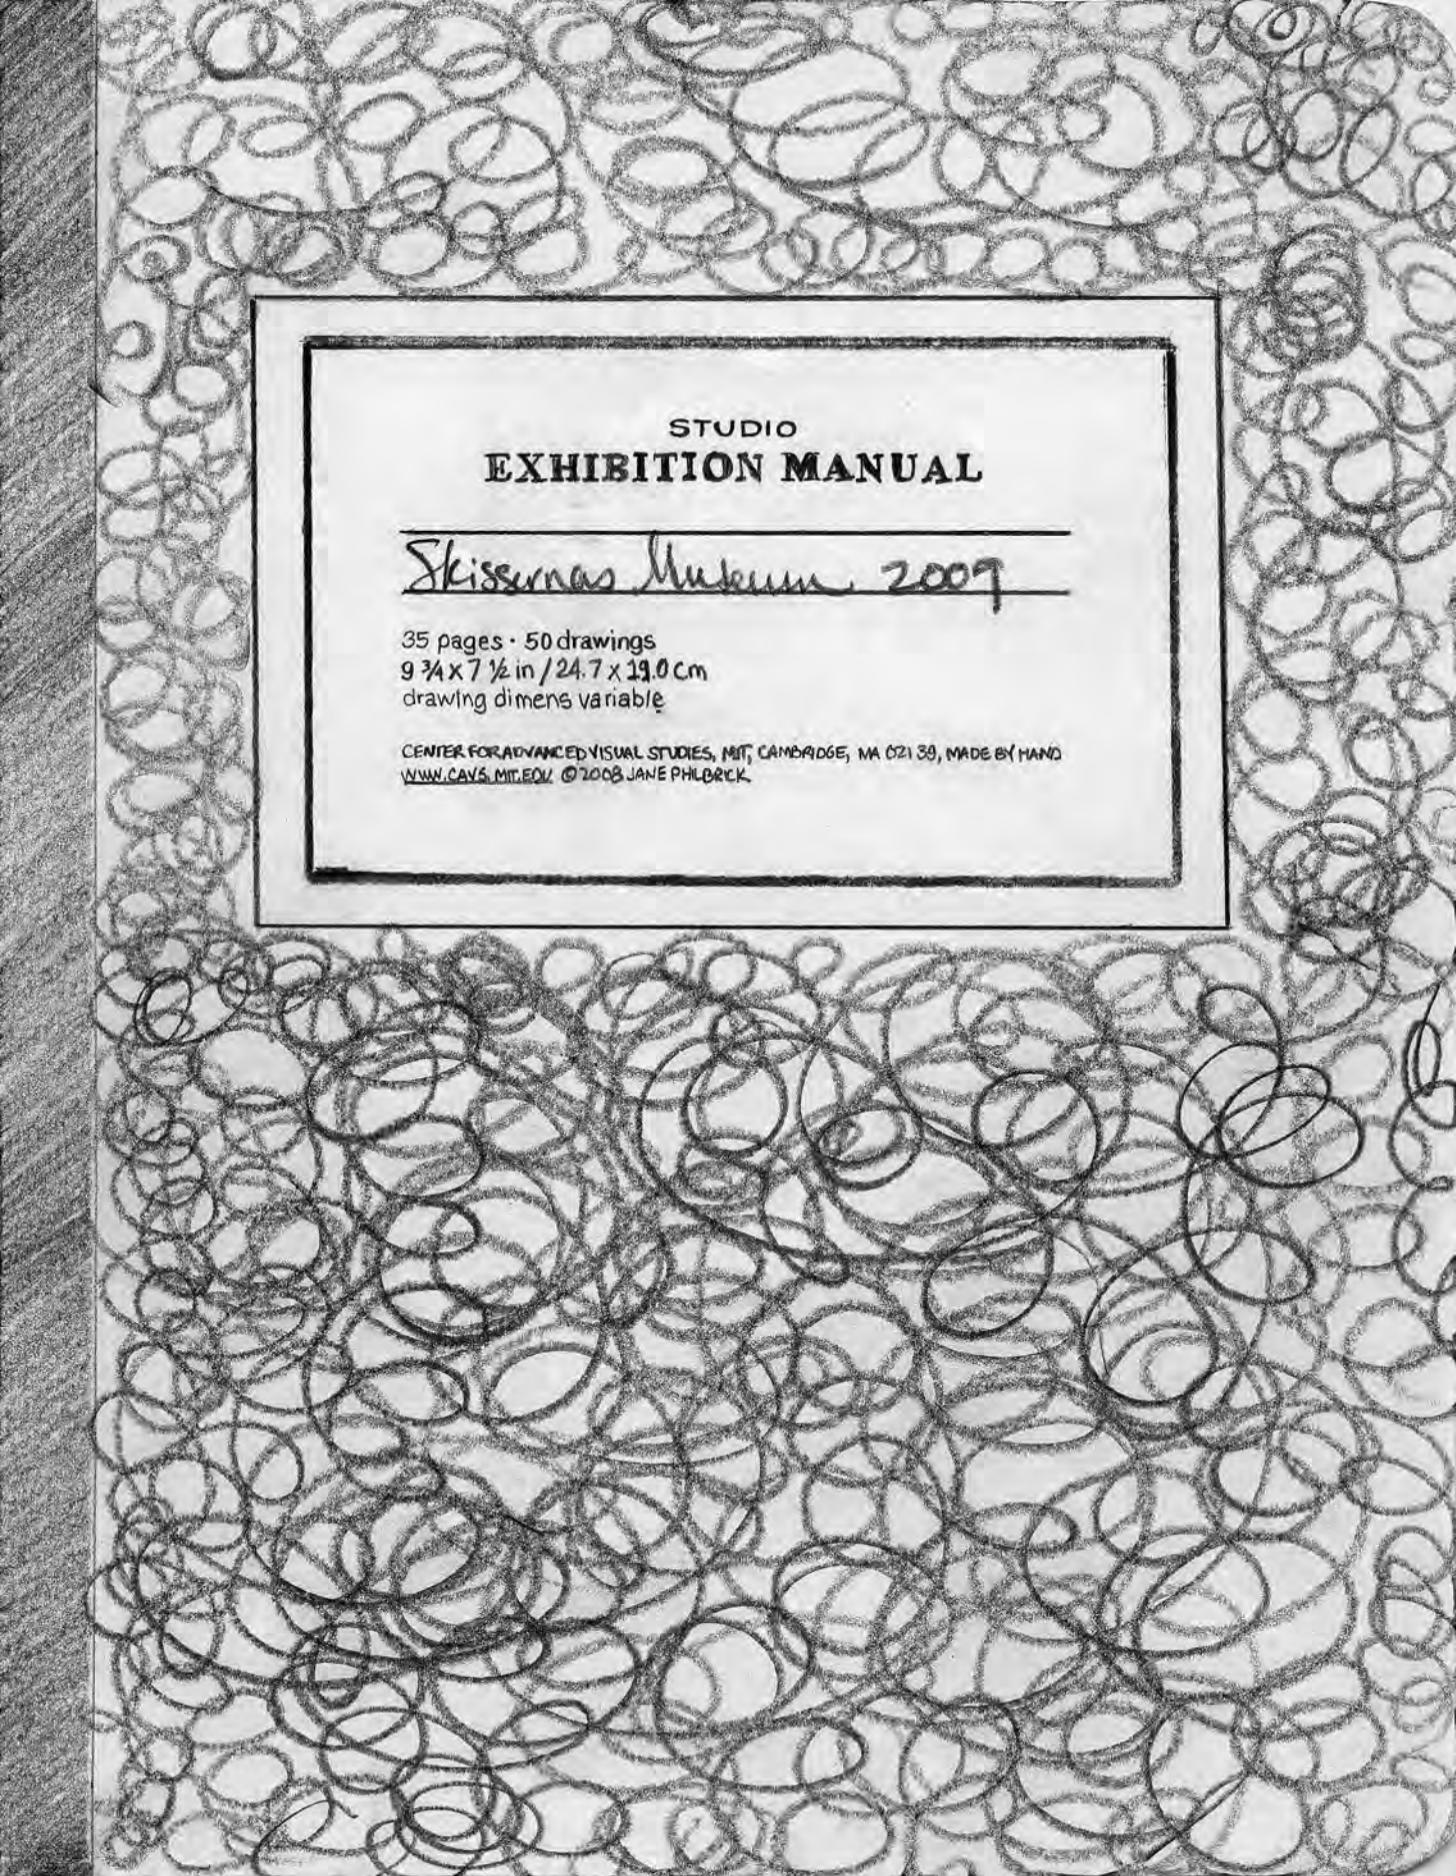 STUDIO
EXHIBITION MANUAL
Skissernas Museum 2009
35 pages · 50 drawings
9 ¾ x 7 ½ in / 24.7 x 19.0 cm
drawing dimens variable
CENTER FOR ADVANCED VISUAL STUDIES, MIT, CAMBRIDGE, MA 02139, MADE BY HAND
WWW.CAVS.MIT.EDU ©2008 JANE PHILBRICK